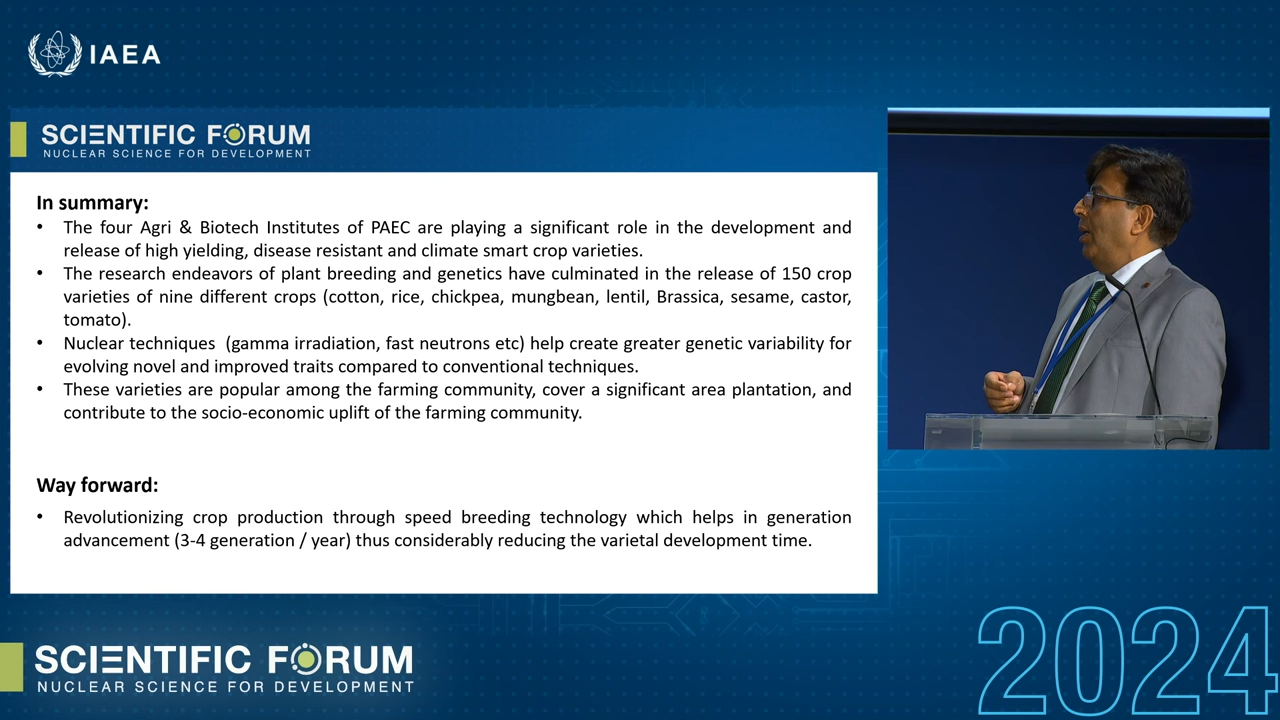 IAEA
SCIENTIFIC FORUM
NUCLEAR SCIENCE FOR DEVELOPMENT
In summary:
• The four Agri & Biotech Institutes of PAEC are playing a significant role in the development and
release of high yielding, disease resistant and climate smart crop varieties.
• The research endeavors of plant breeding and genetics have culminated in the release of 150 crop
varieties of nine different crops (cotton, rice, chickpea, mungbean, lentil, Brassica, sesame, castor,
tomato).
• Nuclear techniques (gamma irradiation, fast neutrons etc) help create greater genetic variability for
evolving novel and improved traits compared to conventional techniques.
• These varieties are popular among the farming community, cover a significant area plantation, and
contribute to the socio-economic uplift of the farming community.
Way forward:
• Revolutionizing crop production through speed breeding technology which helps in generation
advancement (3-4 generation / year) thus considerably reducing the varietal development time.
SCIENTIFIC FORUM
NUCLEAR SCIENCE FOR DEVELOPMENT
2024